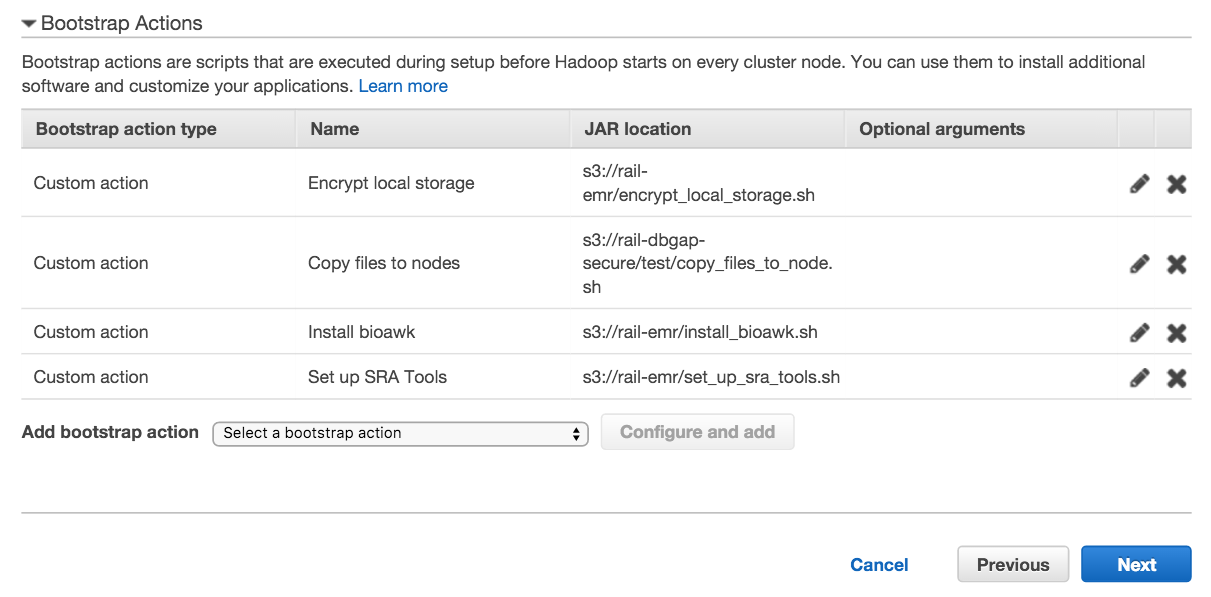 Bootstrap Actions
Bootstrap actions are scripts that are executed during setup before Hadoop starts on every cluster node. You can use them to install additional
software and customize your applications. Learn more
Bootstrap action type Name JAR location Optional arguments
Custom action Encrypt local storage s3://rail-
emr/encrypt_local_storage.sh
Custom action Copy files to nodes s3://rail-dbgap-
secure/test/copy_files_to_node.
sh
Custom action Install bioawk s3://rail-emr/install_bioawk.sh
Custom action Set up SRA Tools s3://rail-emr/set_up_sra_tools.sh
Add bootstrap action Select a bootstrap action Configure and add
Cancel Previous Next